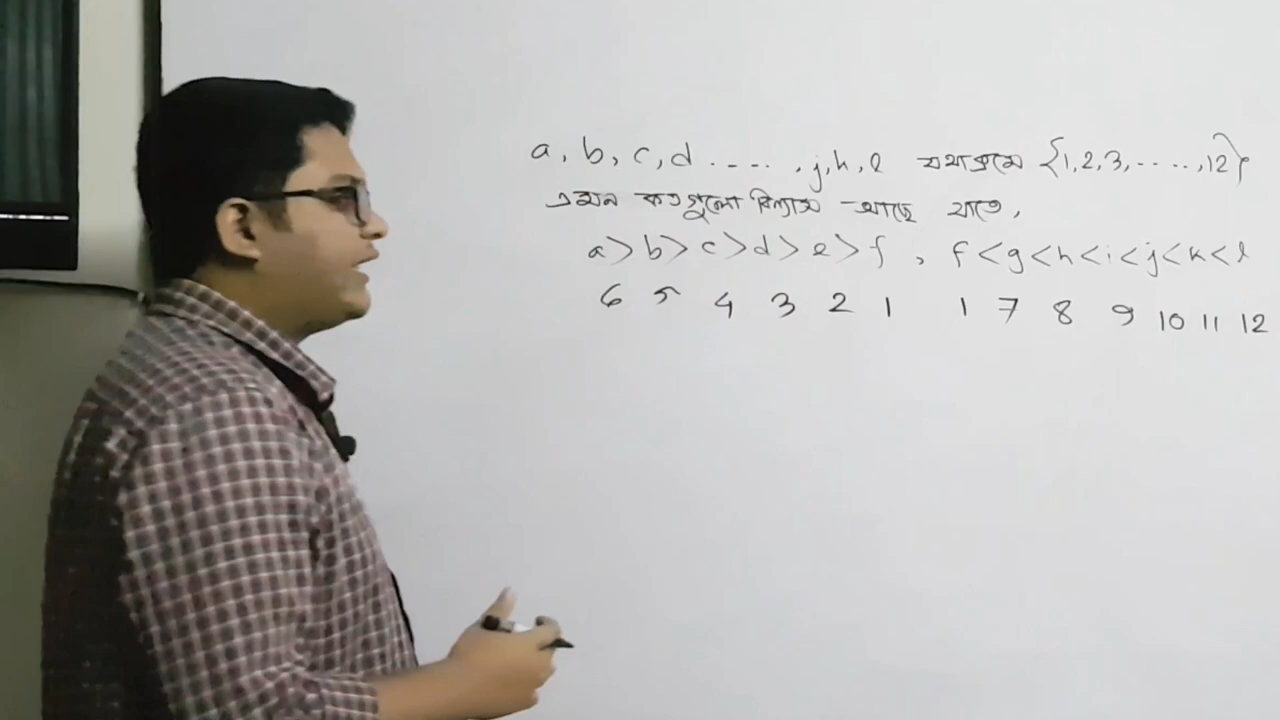 a, b, c, d ...., j, k, l যথাক্রমে {1, 2, 3, ...., 12}
এমন কতগুলো বিন্যাস আছে যাতে,
a > b > c > d > e > f , f < g < h < i < j < k < l
6 5 4 3 2 1 1 7 8 9 10 11 12